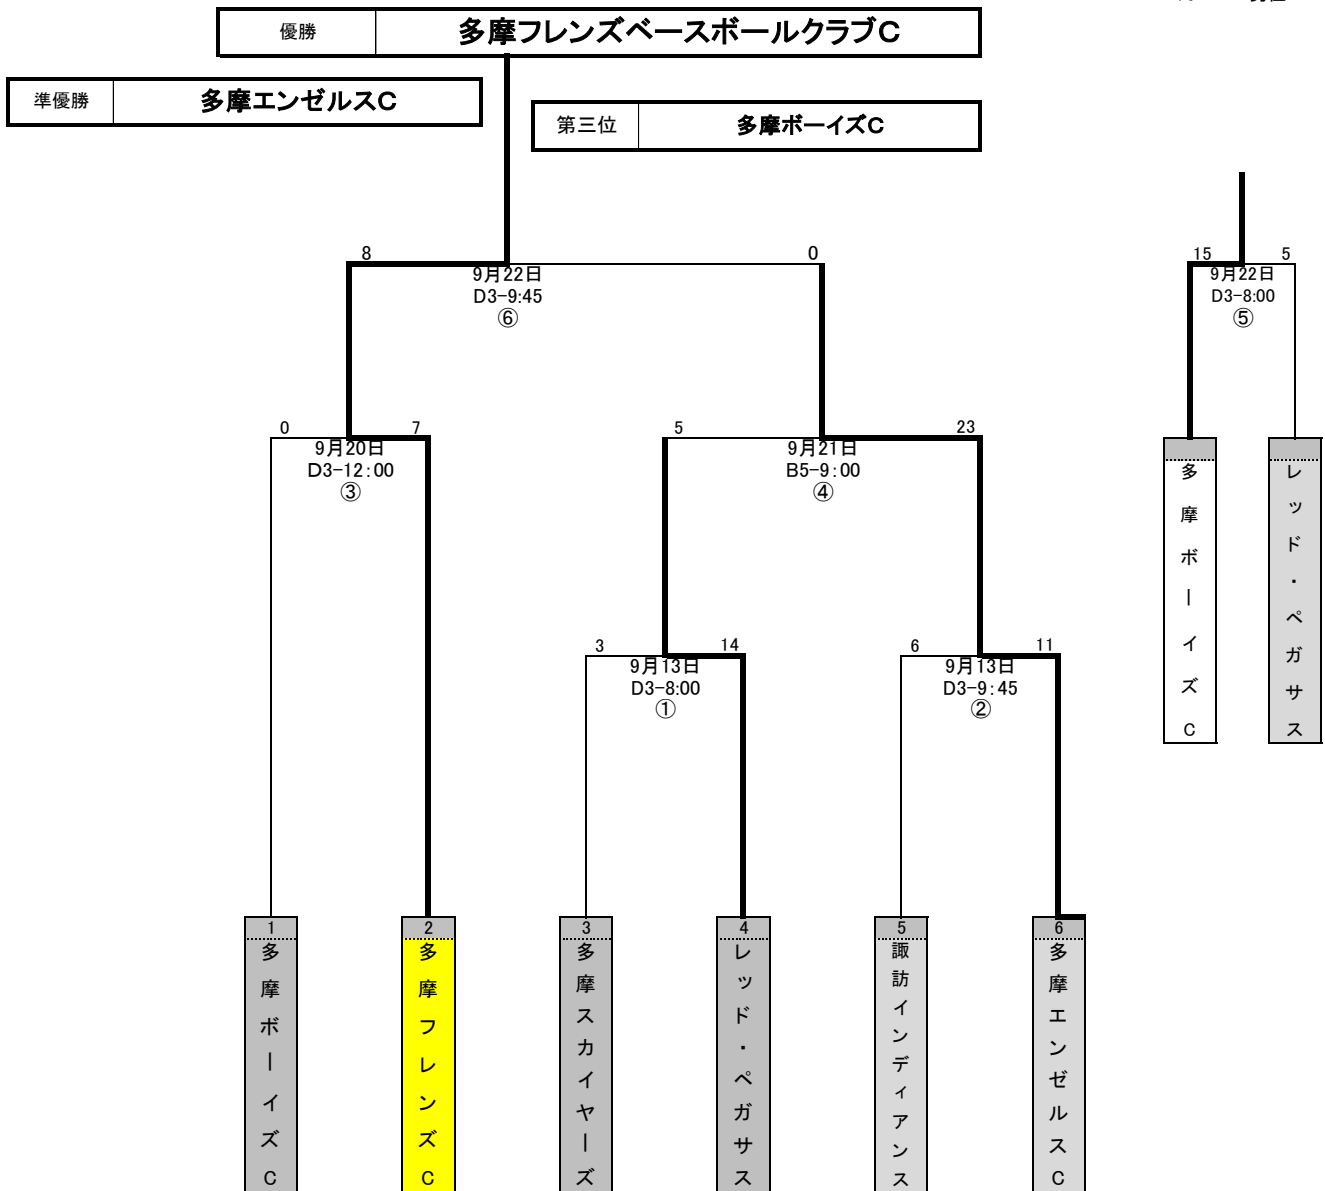 優勝 多摩フレンズベースボールクラブC
準優勝 多摩エンゼルスC
第三位 多摩ボーイズC
8 0
9月22日
D3-9:45
⑥
15 5
9月22日
D3-8:00
⑤
0 7
9月20日
D3-12:00
③
5 23
9月21日
B5-9:00
④
多摩ボーイズC
レッド・ペガサス
3 14
9月13日
D3-8:00
①
6 11
9月13日
D3-9:45
②
1
多摩ボーイズC
2
多摩フレンズC
3
多摩スカイヤーズ
4
レッド・ペガサス
5
諏訪インディアンス
6
多摩エンゼルスC